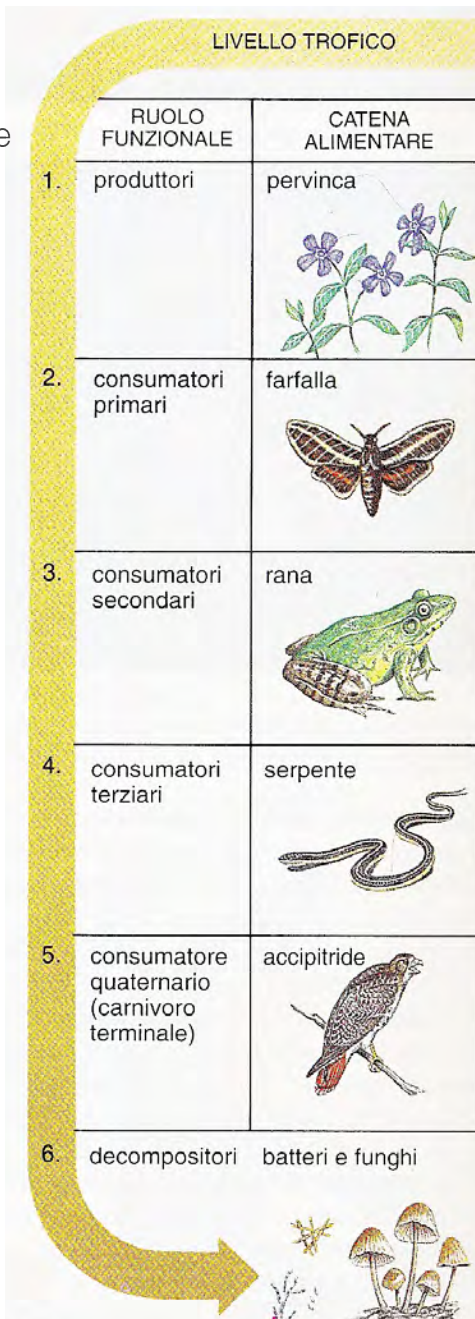 LIVELLO TROFICO
RUOLO FUNZIONALE
CATENA ALIMENTARE
e
1. produttori
pervinca
2. consumatori
primari
farfalla
3. consumatori
secondari
rana
4. consumatori
terziari
serpente
5. consumatore
quaternario
(carnivoro
terminale)
accipitride
6. decompositori
batteri e funghi